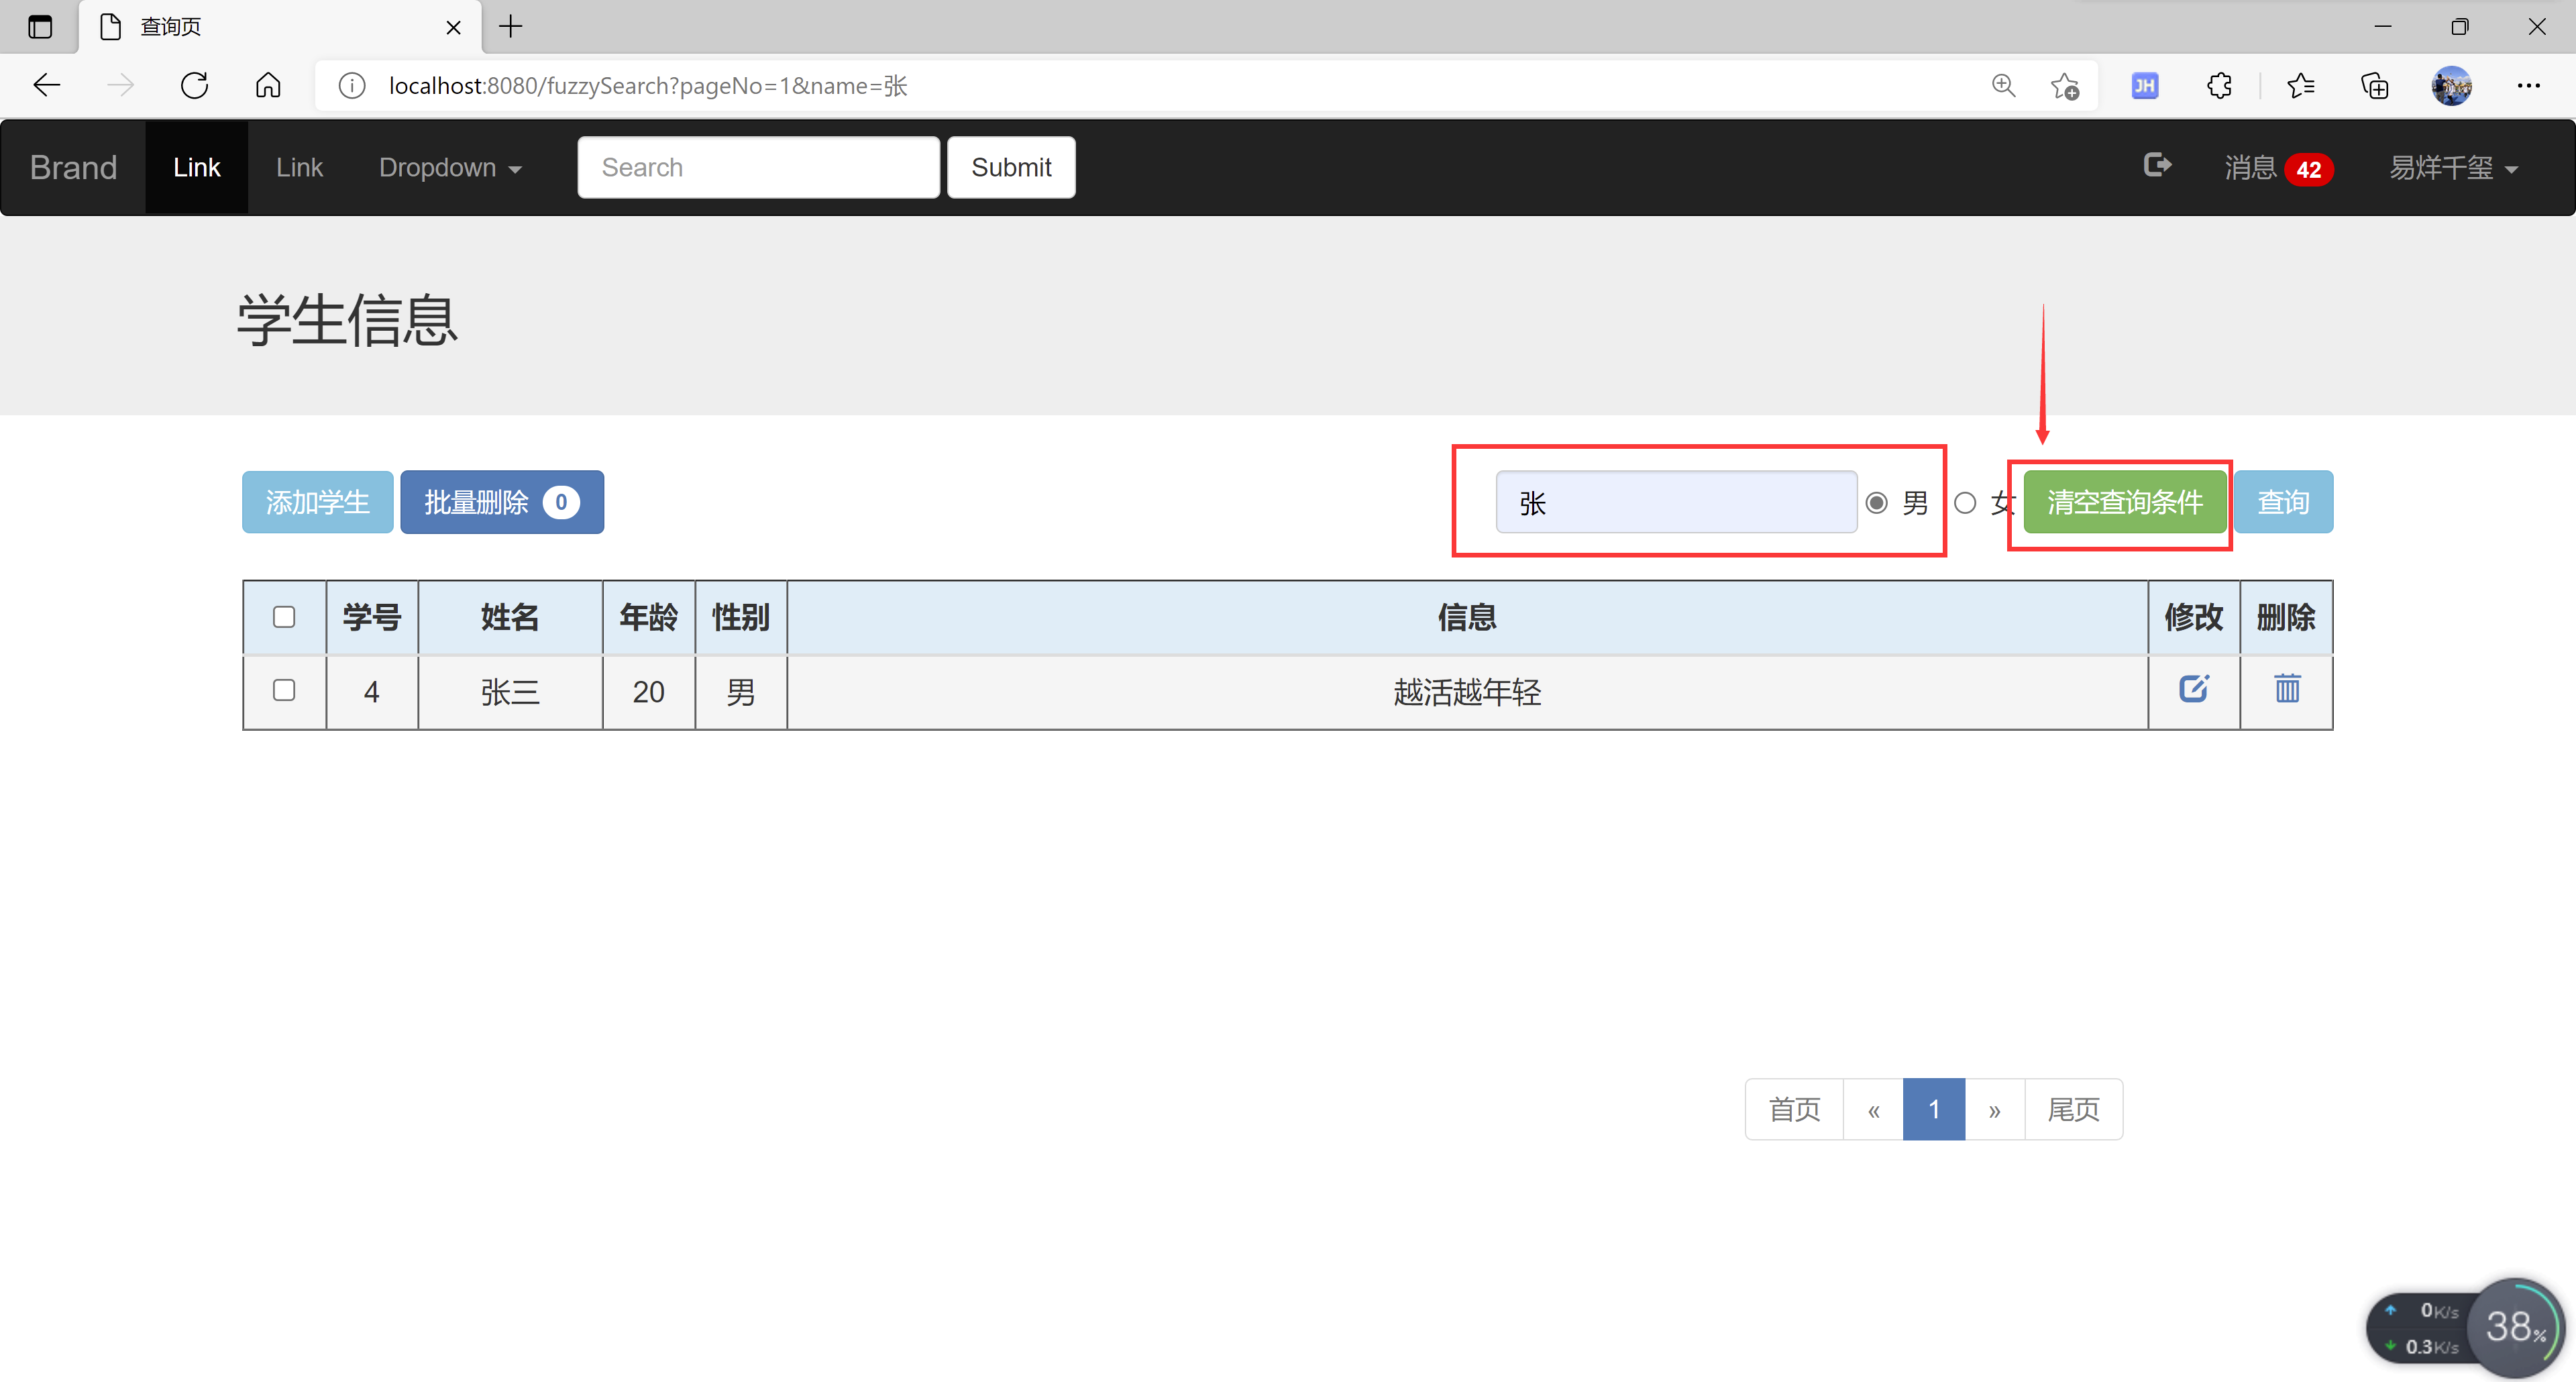 查询页
localhost:8080/fuzzySearch?pageNo=1&name=张
JH
Brand Link Link Dropdown Search Submit 消息 42 易烊千玺
学生信息
添加学生 批量删除 0 张 男 女 清空查询条件 查询
学号 姓名 年龄 性别 信息 修改 删除
4 张三 20 男 越活越年轻
首页 « 1 » 尾页
0K/s
0.3K/s
38%